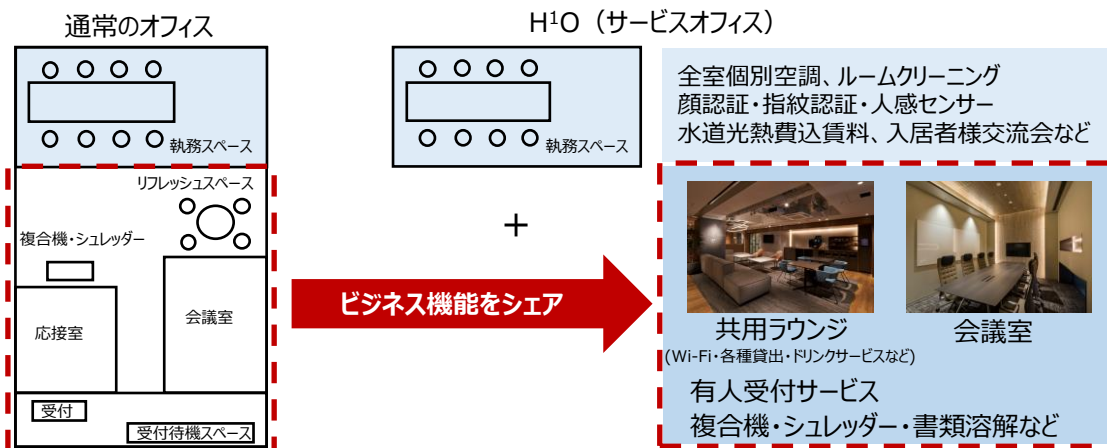 通常のオフィス
執務スペース
リフレッシュスペース
複合機・シュレッダー
応接室
会議室
受付
受付待機スペース
H¹O（サービスオフィス）
執務スペース
＋
ビジネス機能をシェア
全室個別空調、ルームクリーニング
顔認証・指紋認証・人感センサー
水道光熱費込賃料、入居者様交流会など
共用ラウンジ
(Wi-Fi・各種貸出・ドリンクサービスなど)
会議室
有人受付サービス
複合機・シュレッダー・書類溶解など